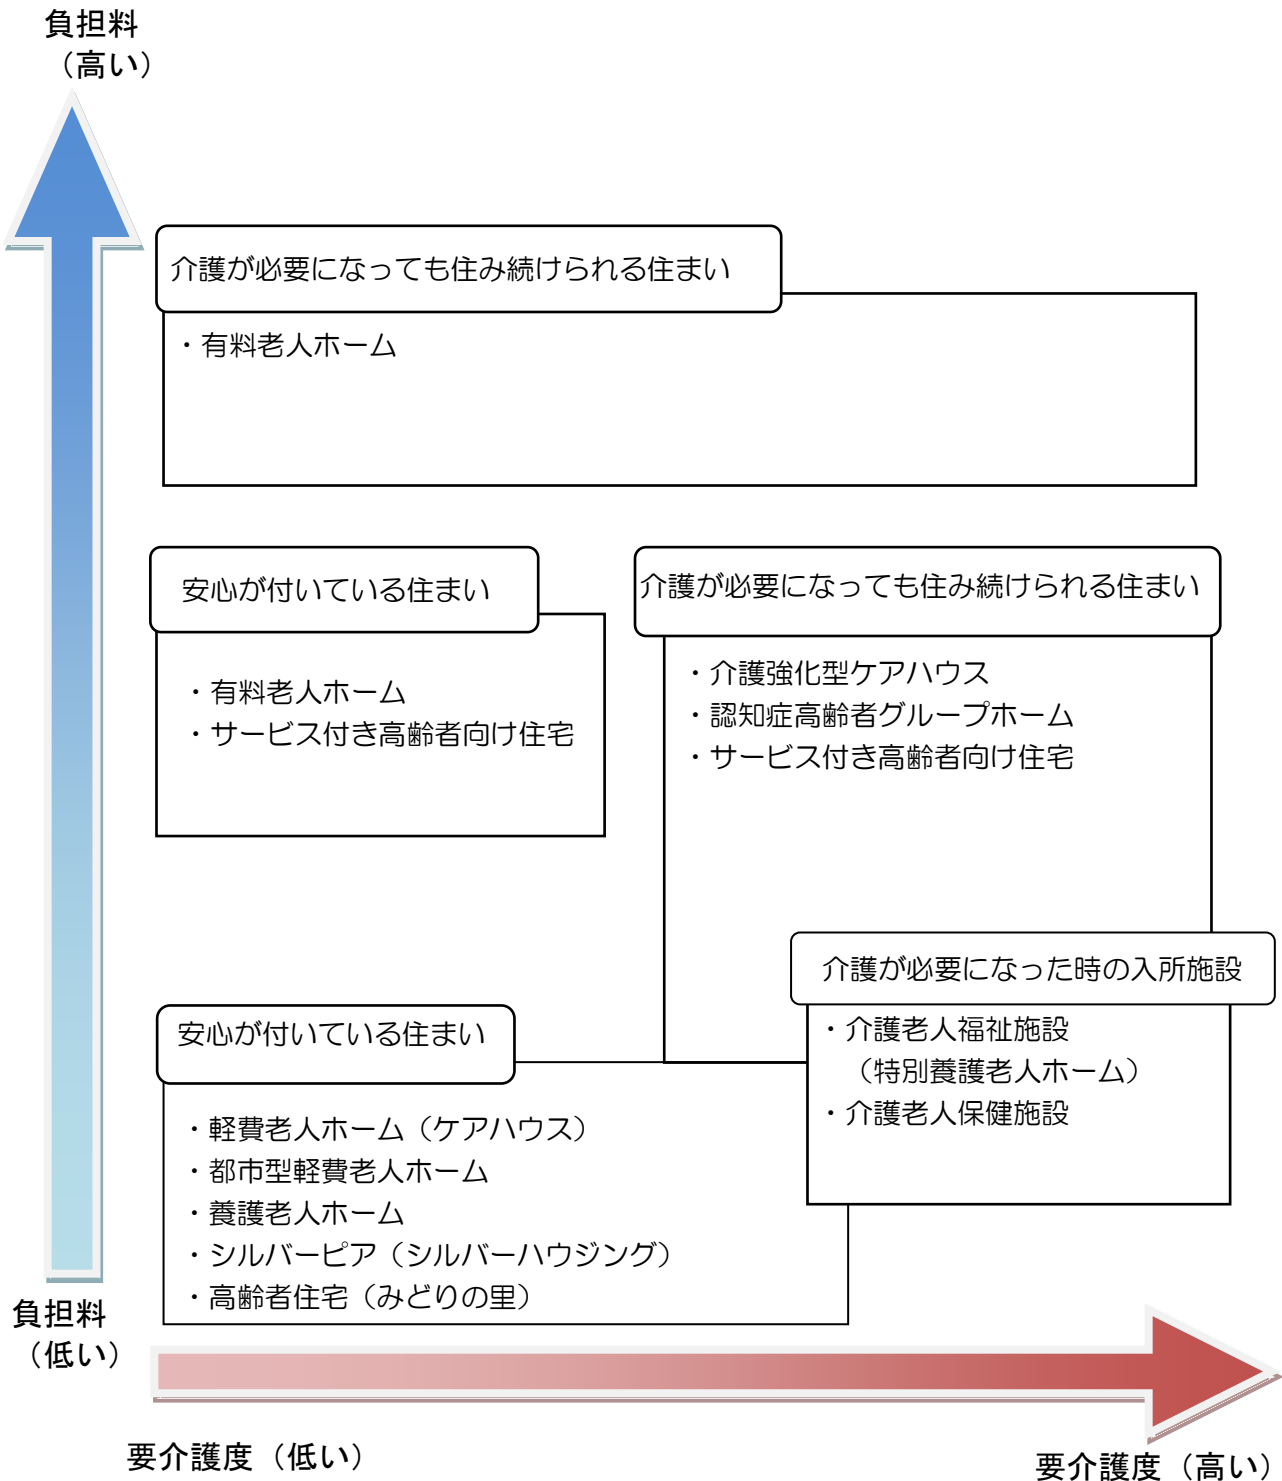 負担料
（高い）
介護が必要になっても住み続けられる住まい
・有料老人ホーム
安心が付いている住まい
・有料老人ホーム
・サービス付き高齢者向け住宅
介護が必要になっても住み続けられる住まい
・介護強化型ケアハウス
・認知症高齢者グループホーム
・サービス付き高齢者向け住宅
介護が必要になった時の入所施設
・介護老人福祉施設
（特別養護老人ホーム）
・介護老人保健施設
安心が付いている住まい
・軽費老人ホーム（ケアハウス）
・都市型軽費老人ホーム
・養護老人ホーム
・シルバーピア（シルバーハウジング）
・高齢者住宅（みどりの里）
負担料
（低い）
要介護度（低い）
要介護度（高い）